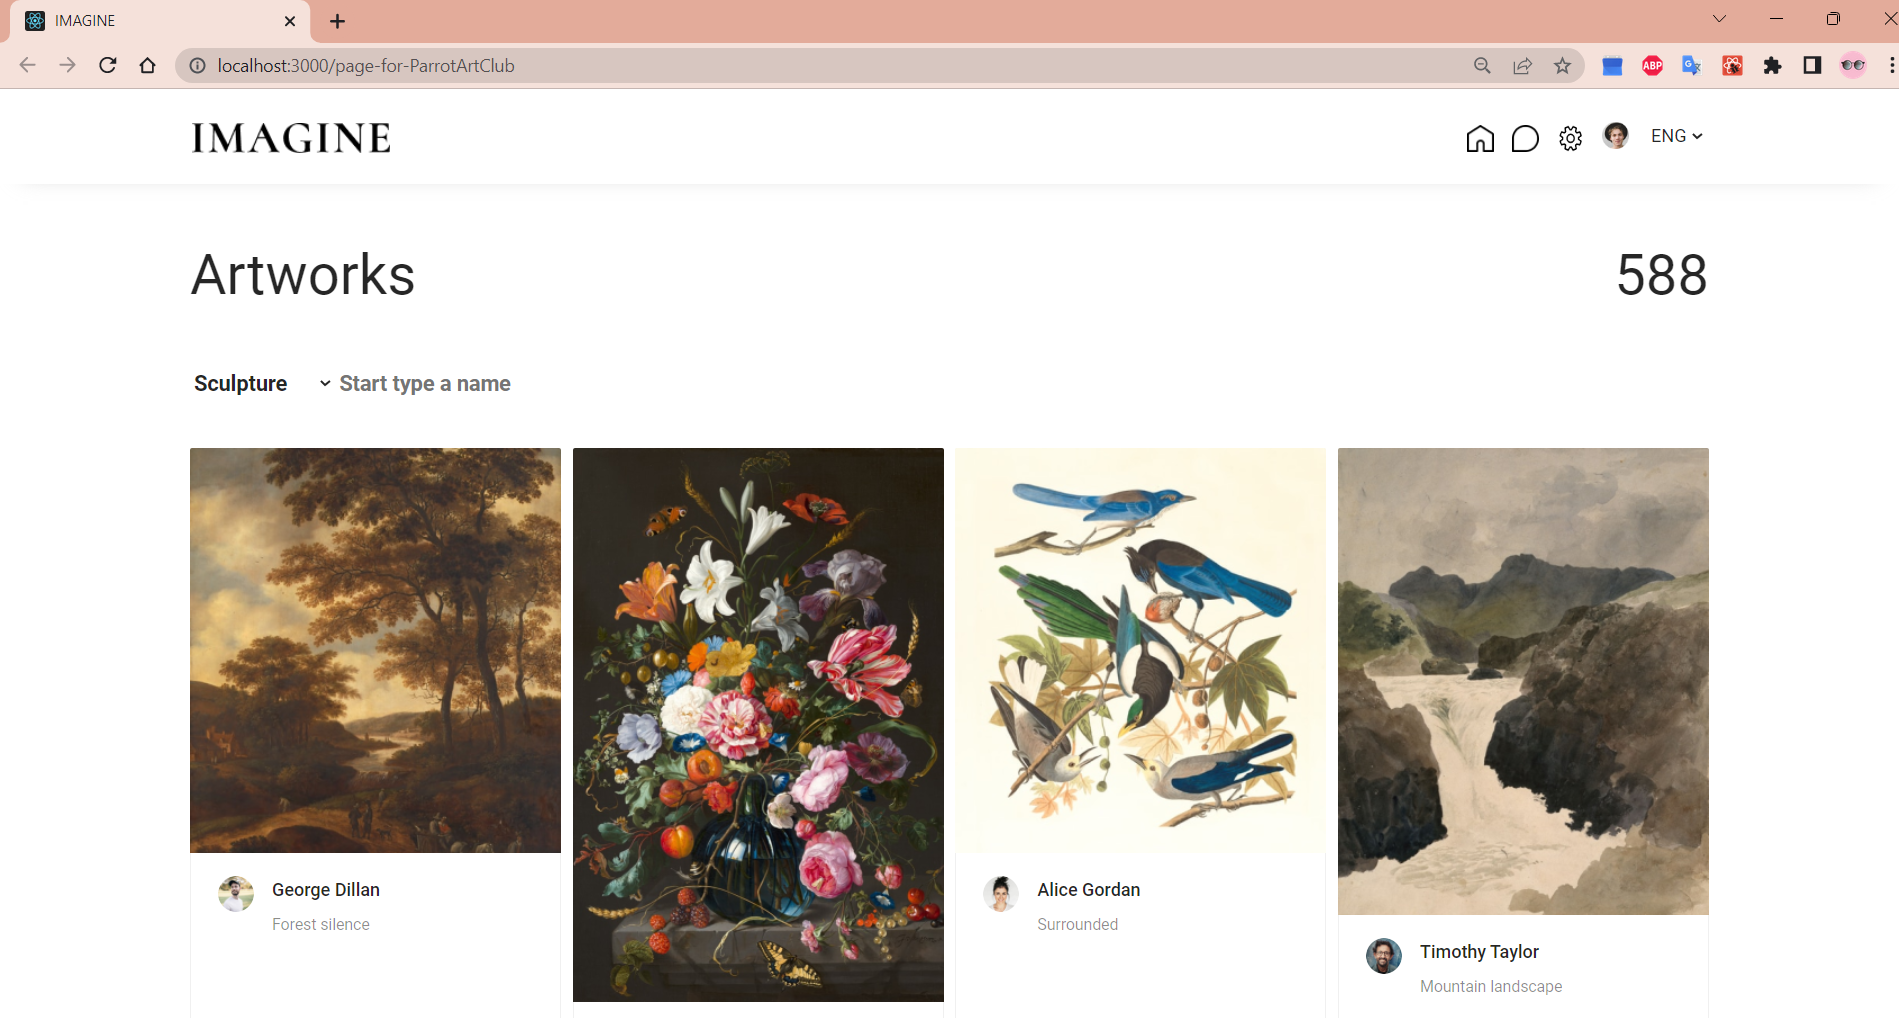 IMAGINE
localhost:3000/page-for-ParrotArtClub
ABP
G
IMAGINE
ENG
Artworks
588
Sculpture
Start type a name
George Dillan
Forest silence
Alice Gordan
Surrounded
Timothy Taylor
Mountain landscape